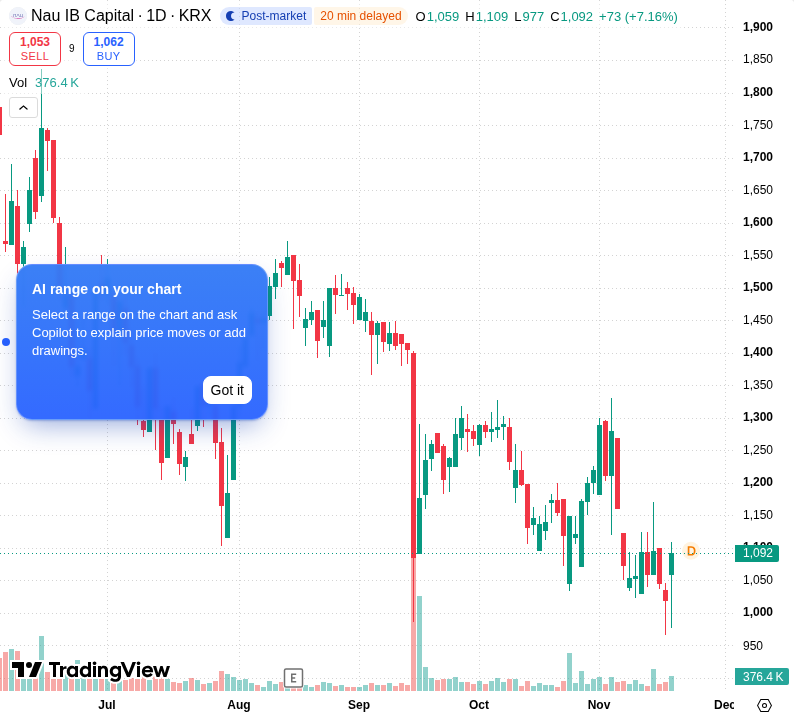 Nau IB Capital · 1D · KRX
Post-market
20 min delayed
O1,059 H1,109 L977 C1,092 +73 (+7.16%)
1,053
SELL
9
1,062
BUY
Vol 376.4 K
AI range on your chart
Select a range on the chart and ask
Copilot to explain price moves or add
drawings.
Got it
1,900
1,850
1,800
1,750
1,700
1,650
1,600
1,550
1,500
1,450
1,400
1,350
1,300
1,250
1,200
1,150
1,100
D
1,092
1,050
1,000
950
376.4 K
TradingView
E
Jul
Aug
Sep
Oct
Nov
Dec